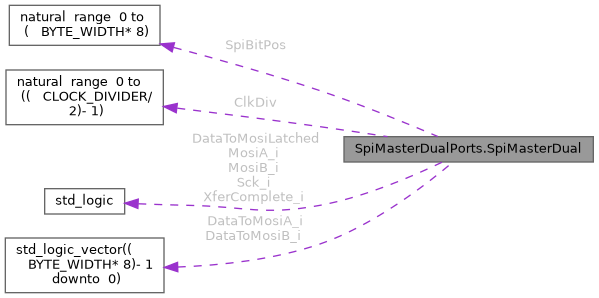 natural range 0 to
( BYTE_WIDTH* 8)
SpiBitPos
natural range 0 to
(( CLOCK_DIVIDER/
2)- 1)
ClkDiv
SpiMasterDualPorts.SpiMasterDual
DataToMosiLatched
MosiA_i
MosiB_i
Sck_i
XferComplete_i
std_logic
DataToMosiA_i
DataToMosiB_i
std_logic_vector((
BYTE_WIDTH* 8)- 1
downto 0)